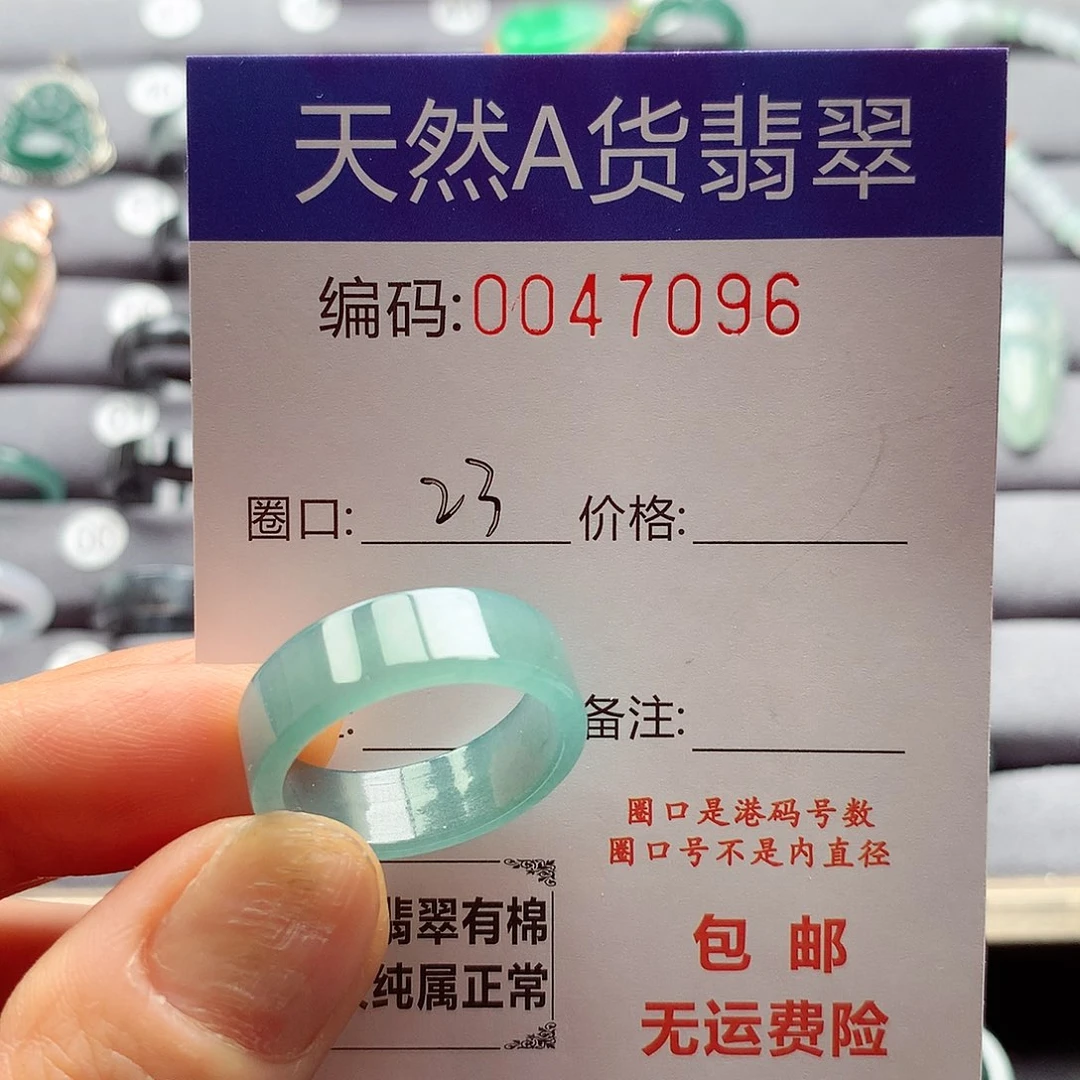 天然A货翡翠
编码:0047096
圈口: 23 价格:
备注:
圈口是港码号数
圈口号不是内直径
翡翠有棉
纯属正常
包邮
无运费险